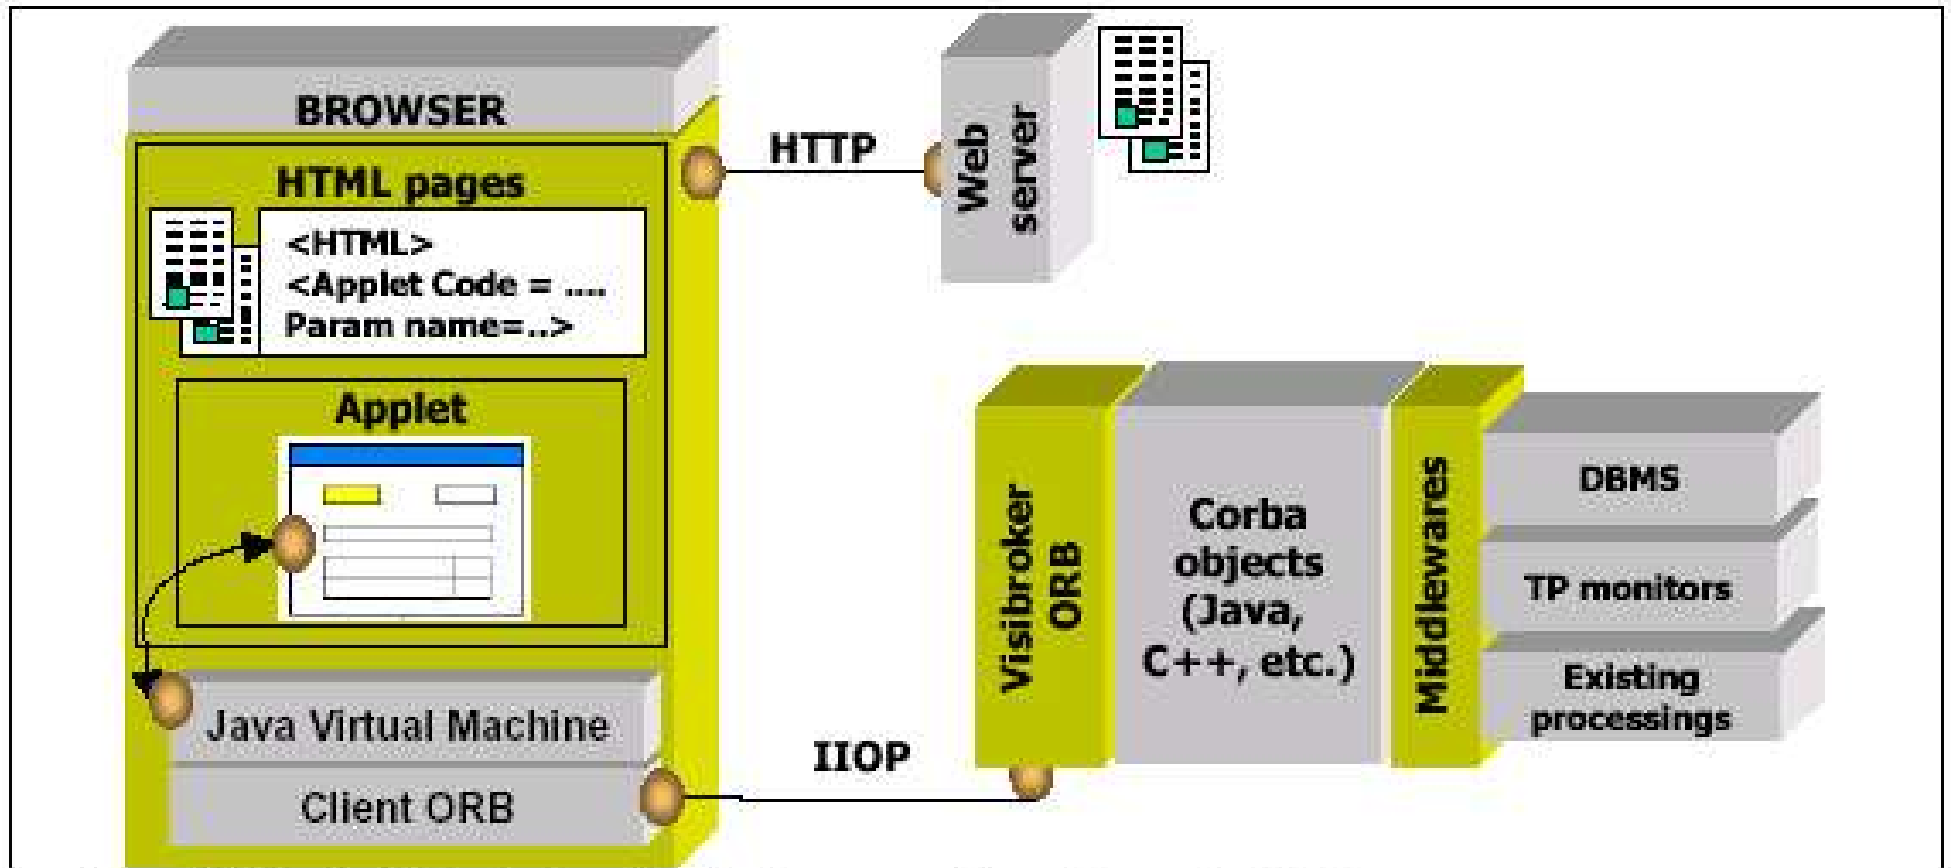 BROWSER
HTML pages
<HTML>
<Applet Code = ....
Param name=..>
Applet
Java Virtual Machine
Client ORB
HTTP
Web
server
IIOP
Visibroker
ORB
Corba
objects
(Java,
C++, etc.)
Middlewares
DBMS
TP monitors
Existing
processings